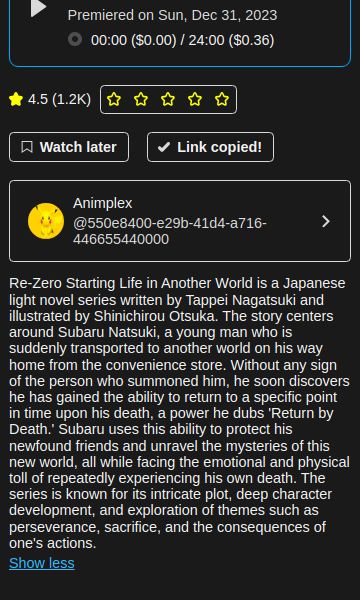 Premiered on Sun, Dec 31, 2023
00:00 ($0.00) / 24:00 ($0.36)
4.5 (1.2K)
Watch later
Link copied!
Animplex
@550e8400-e29b-41d4-a716-
446655440000
Re-Zero Starting Life in Another World is a Japanese
light novel series written by Tappei Nagatsuki and
illustrated by Shinichirou Otsuka. The story centers
around Subaru Natsuki, a young man who is
suddenly transported to another world on his way
home from the convenience store. Without any sign
of the person who summoned him, he soon discovers
he has gained the ability to return to a specific point
in time upon his death, a power he dubs 'Return by
Death.' Subaru uses this ability to protect his
newfound friends and unravel the mysteries of this
new world, all while facing the emotional and physical
toll of repeatedly experiencing his own death. The
series is known for its intricate plot, deep character
development, and exploration of themes such as
perseverance, sacrifice, and the consequences of
one's actions.
Show less